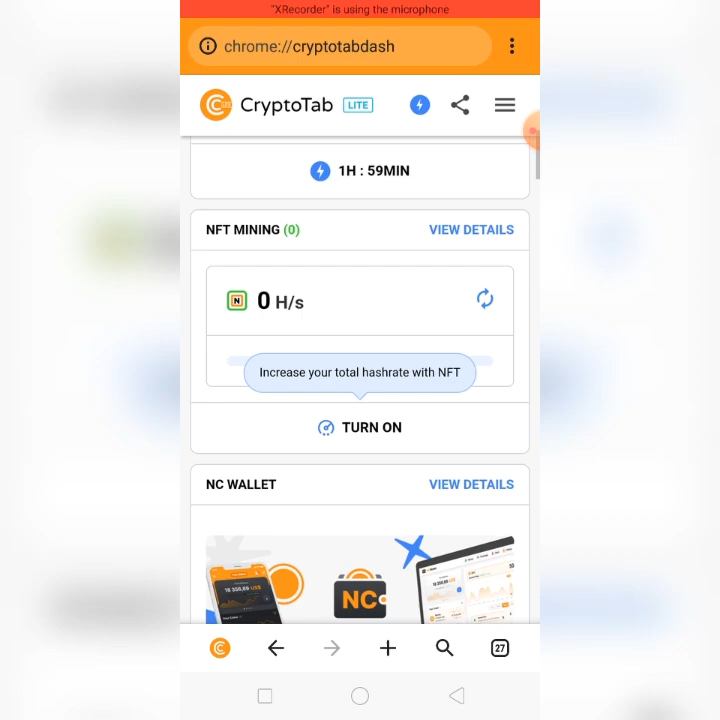 "XRecorder" is using the microphone
chrome://cryptotabdash
CryptoTab LITE
1H : 59MIN
NFT MINING (0) VIEW DETAILS
N 0 H/s
Increase your total hashrate with NFT
TURN ON
NC WALLET VIEW DETAILS
NC
27